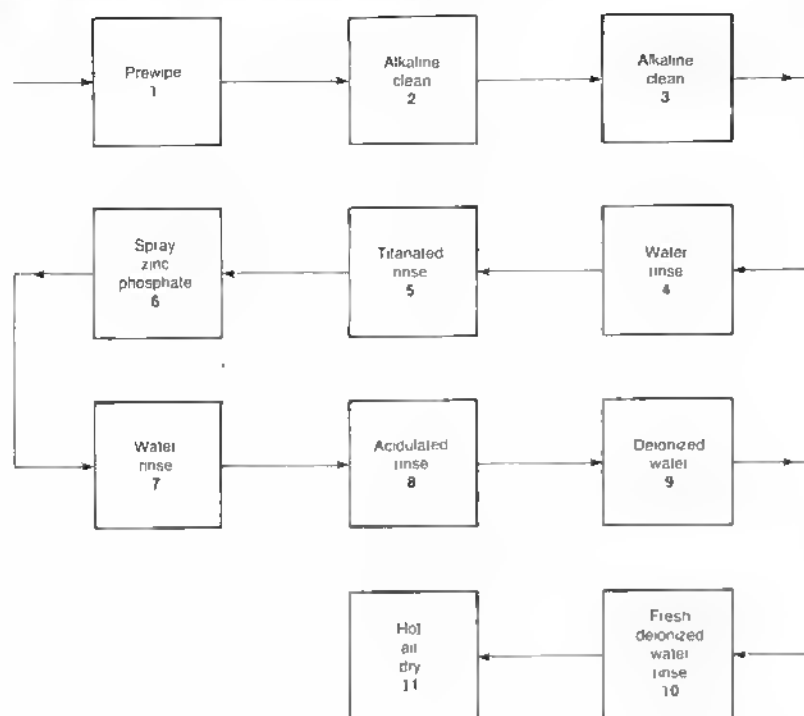 Prewipe
1
Alkaline
clean
2
Alkaline
clean
3
Spray
zinc
phosphate
6
Titanated
rinse
5
Water
rinse
4
Water
rinse
7
Acidulated
rinse
8
Deionized
water
9
Hot
air
dry
11
Fresh
deionized
water
rinse
10